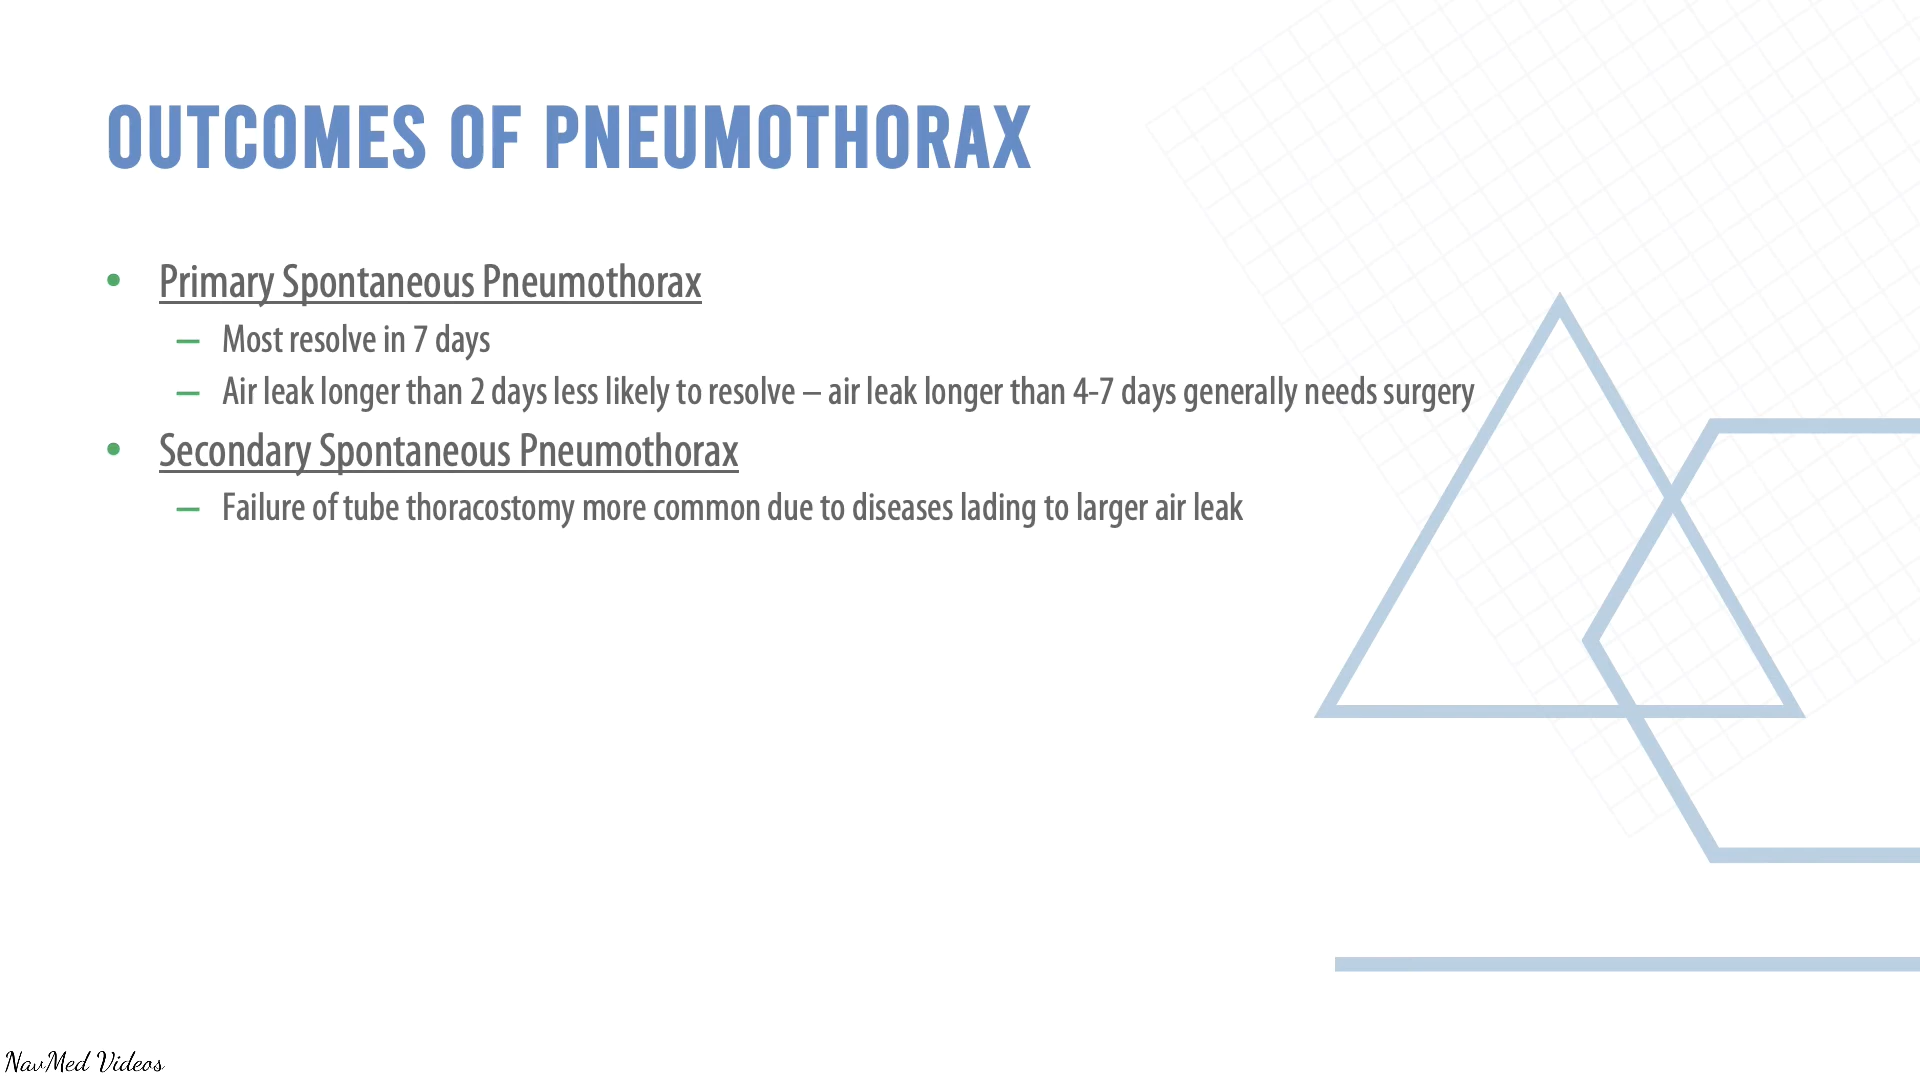 OUTCOMES OF PNEUMOTHORAX
• Primary Spontaneous Pneumothorax
– Most resolve in 7 days
– Air leak longer than 2 days less likely to resolve – air leak longer than 4-7 days generally needs surgery
• Secondary Spontaneous Pneumothorax
– Failure of tube thoracostomy more common due to diseases lading to larger air leak
NavMed Videos